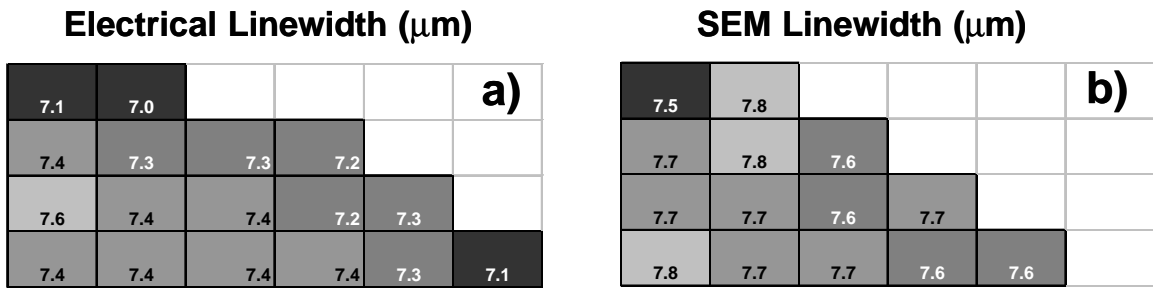 Electrical Linewidth (μm)
SEM Linewidth (μm)
a)
7.1 7.0
7.4 7.3 7.3 7.2
7.6 7.4 7.4 7.2 7.3
7.4 7.4 7.4 7.4 7.3 7.1
b)
7.5 7.8
7.7 7.8 7.6
7.7 7.7 7.6 7.7
7.8 7.7 7.7 7.6 7.6